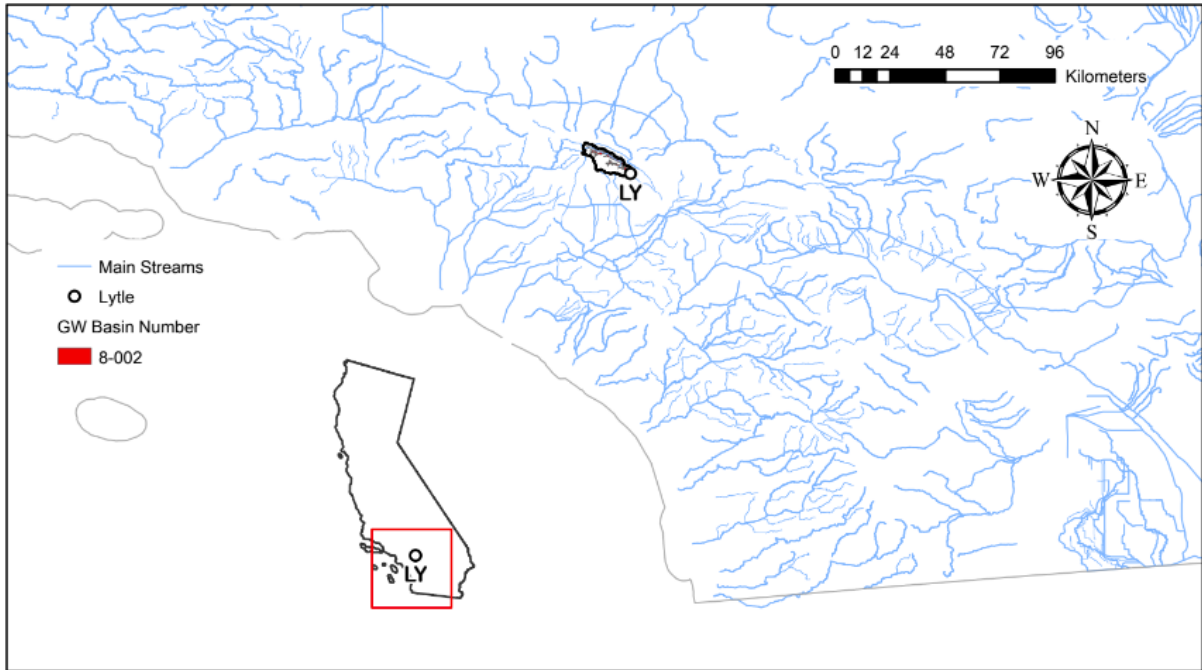 0 12 24 48 72 96
Kilometers
N
W E
S
LY
Main Streams
Lytle
GW Basin Number
8-002
LY